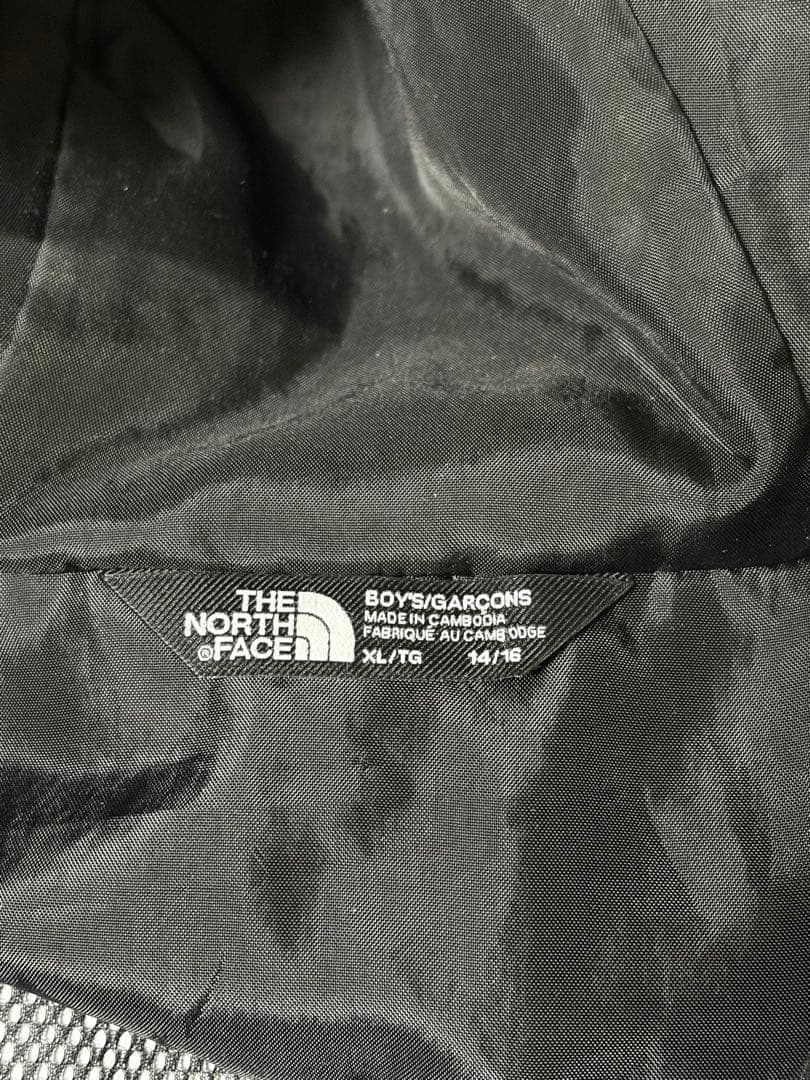 THE
NORTH
®FACE
BOY'S/GARÇONS
MADE IN CAMBODIA
FABRIQUÉ AU CAMBODGE
XL/TG 14/16